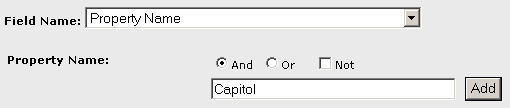 Field Name: Property Name
Property Name: And Or Not
Capitol Add